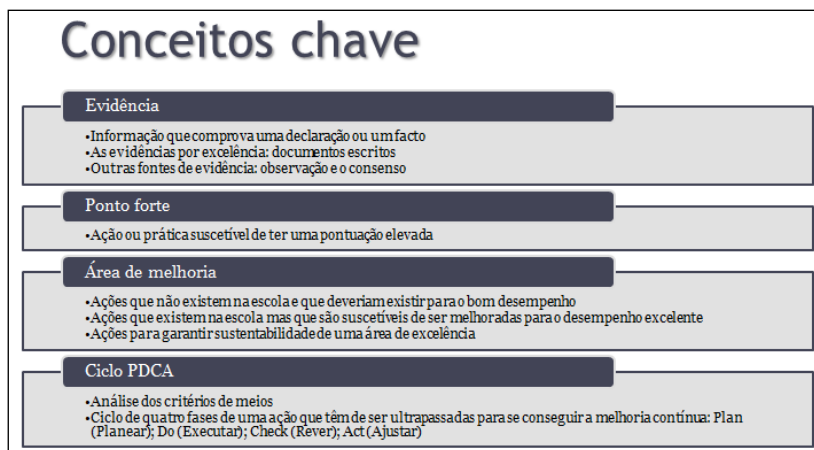 Conceitos chave
Evidência
•Informação que comprova uma declaração ou um facto
•As evidências por excelência: documentos escritos
•Outras fontes de evidência: observação e o consenso
Ponto forte
•Ação ou prática suscetível de ter uma pontuação elevada
Área de melhoria
•Ações que não existem na escola e que deveriam existir para o bom desempenho
•Ações que existem na escola mas que são suscetíveis de ser melhoradas para o desempenho excelente
•Ações para garantir sustentabilidade de uma área de excelência
Ciclo PDCA
•Análise dos critérios de meios
•Ciclo de quatro fases de uma ação que têm de ser ultrapassadas para se conseguir a melhoria contínua: Plan
(Planear); Do (Executar); Check (Rever); Act (Ajustar)